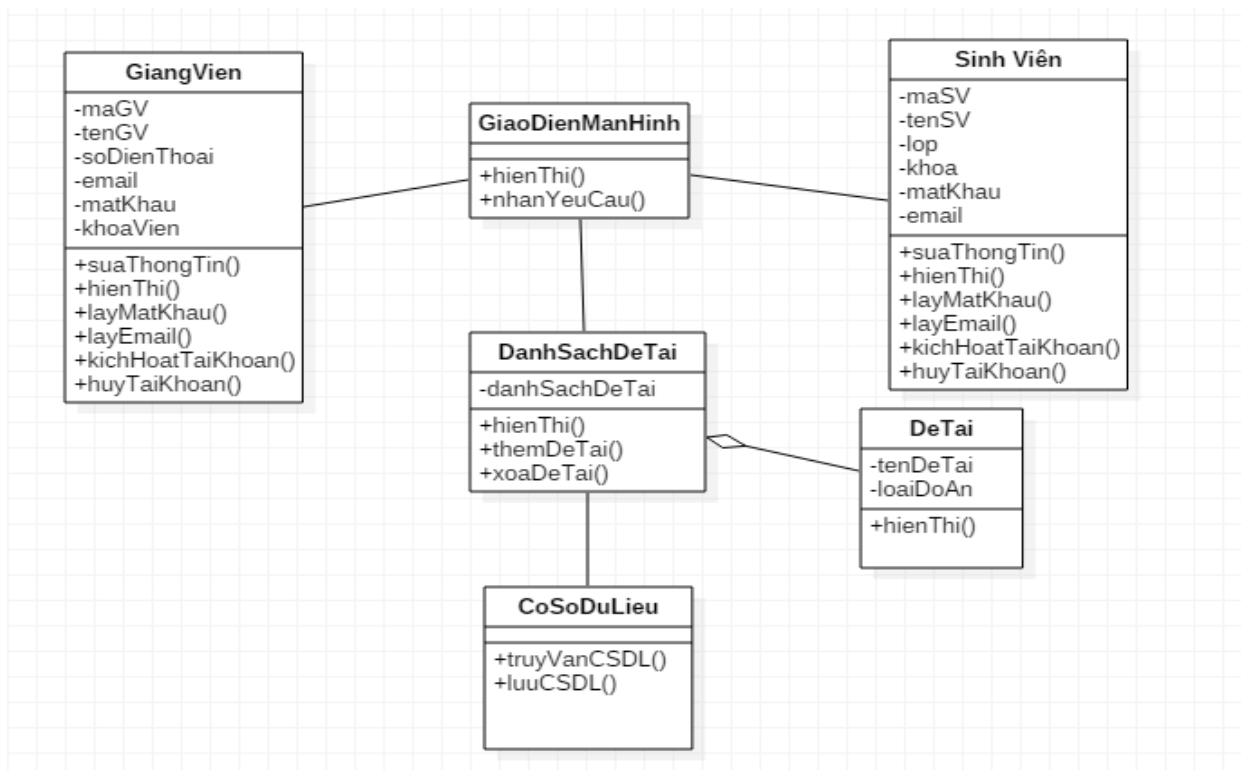 GiangVien
-maGV
-tenGV
-soDienThoai
-email
-matKhau
-khoaVien
+suaThongTin()
+hienThi()
+layMatKhau()
+layEmail()
+kichHoatTaiKhoan()
+huyTaiKhoan()
GiaoDienManHinh
+hienThi()
+nhanYeuCau()
Sinh Viên
-maSV
-tenSV
-lop
-khoa
-matKhau
-email
+suaThongTin()
+hienThi()
+layMatKhau()
+layEmail()
+kichHoatTaiKhoan()
+huyTaiKhoan()
DanhSachDeTai
-danhSachDeTai
+hienThi()
+themDeTai()
+xoaDeTai()
DeTai
-tenDeTai
-loaiDoAn
+hienThi()
CoSoDuLieu
+truyVanCSDL()
+luuCSDL()